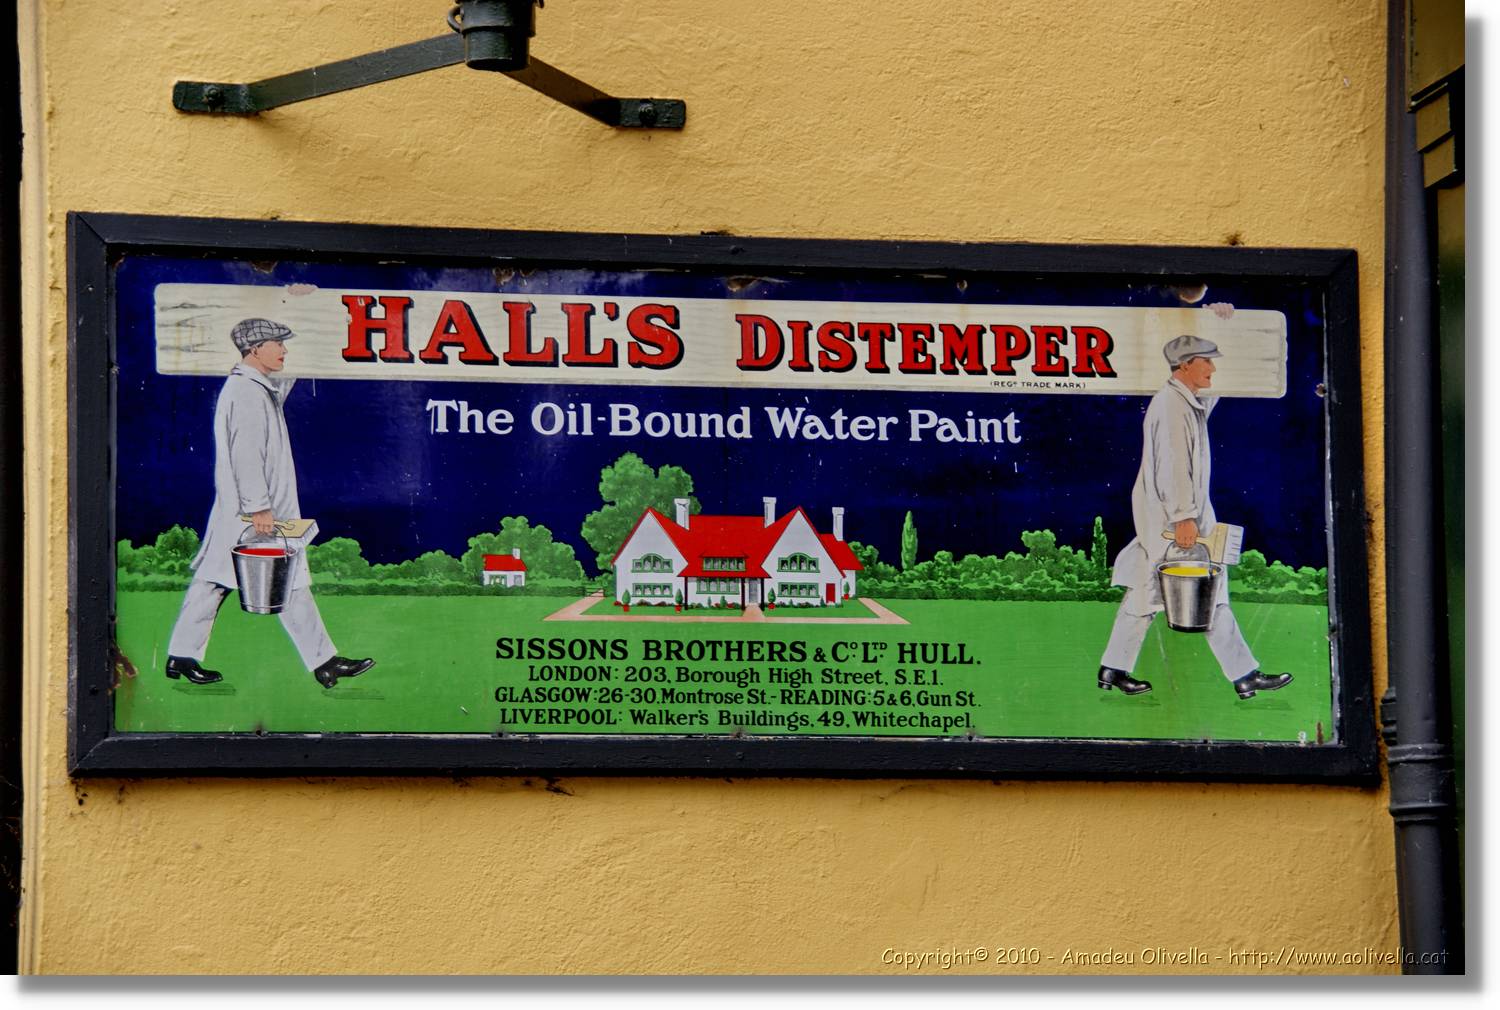 HALL'S DISTEMPER
(REGD TRADE MARK)
The Oil-Bound Water Paint
SISSONS BROTHERS & CO. LTD HULL.
LONDON: 203, Borough High Street, S.E.1.
GLASGOW: 26-30, Montrose St.- READING: 5 & 6, Gun St.
LIVERPOOL: Walker's Buildings, 49, Whitechapel.
Copyright© 2010 - Amadeu Olivella - http://www.aolivella.cat